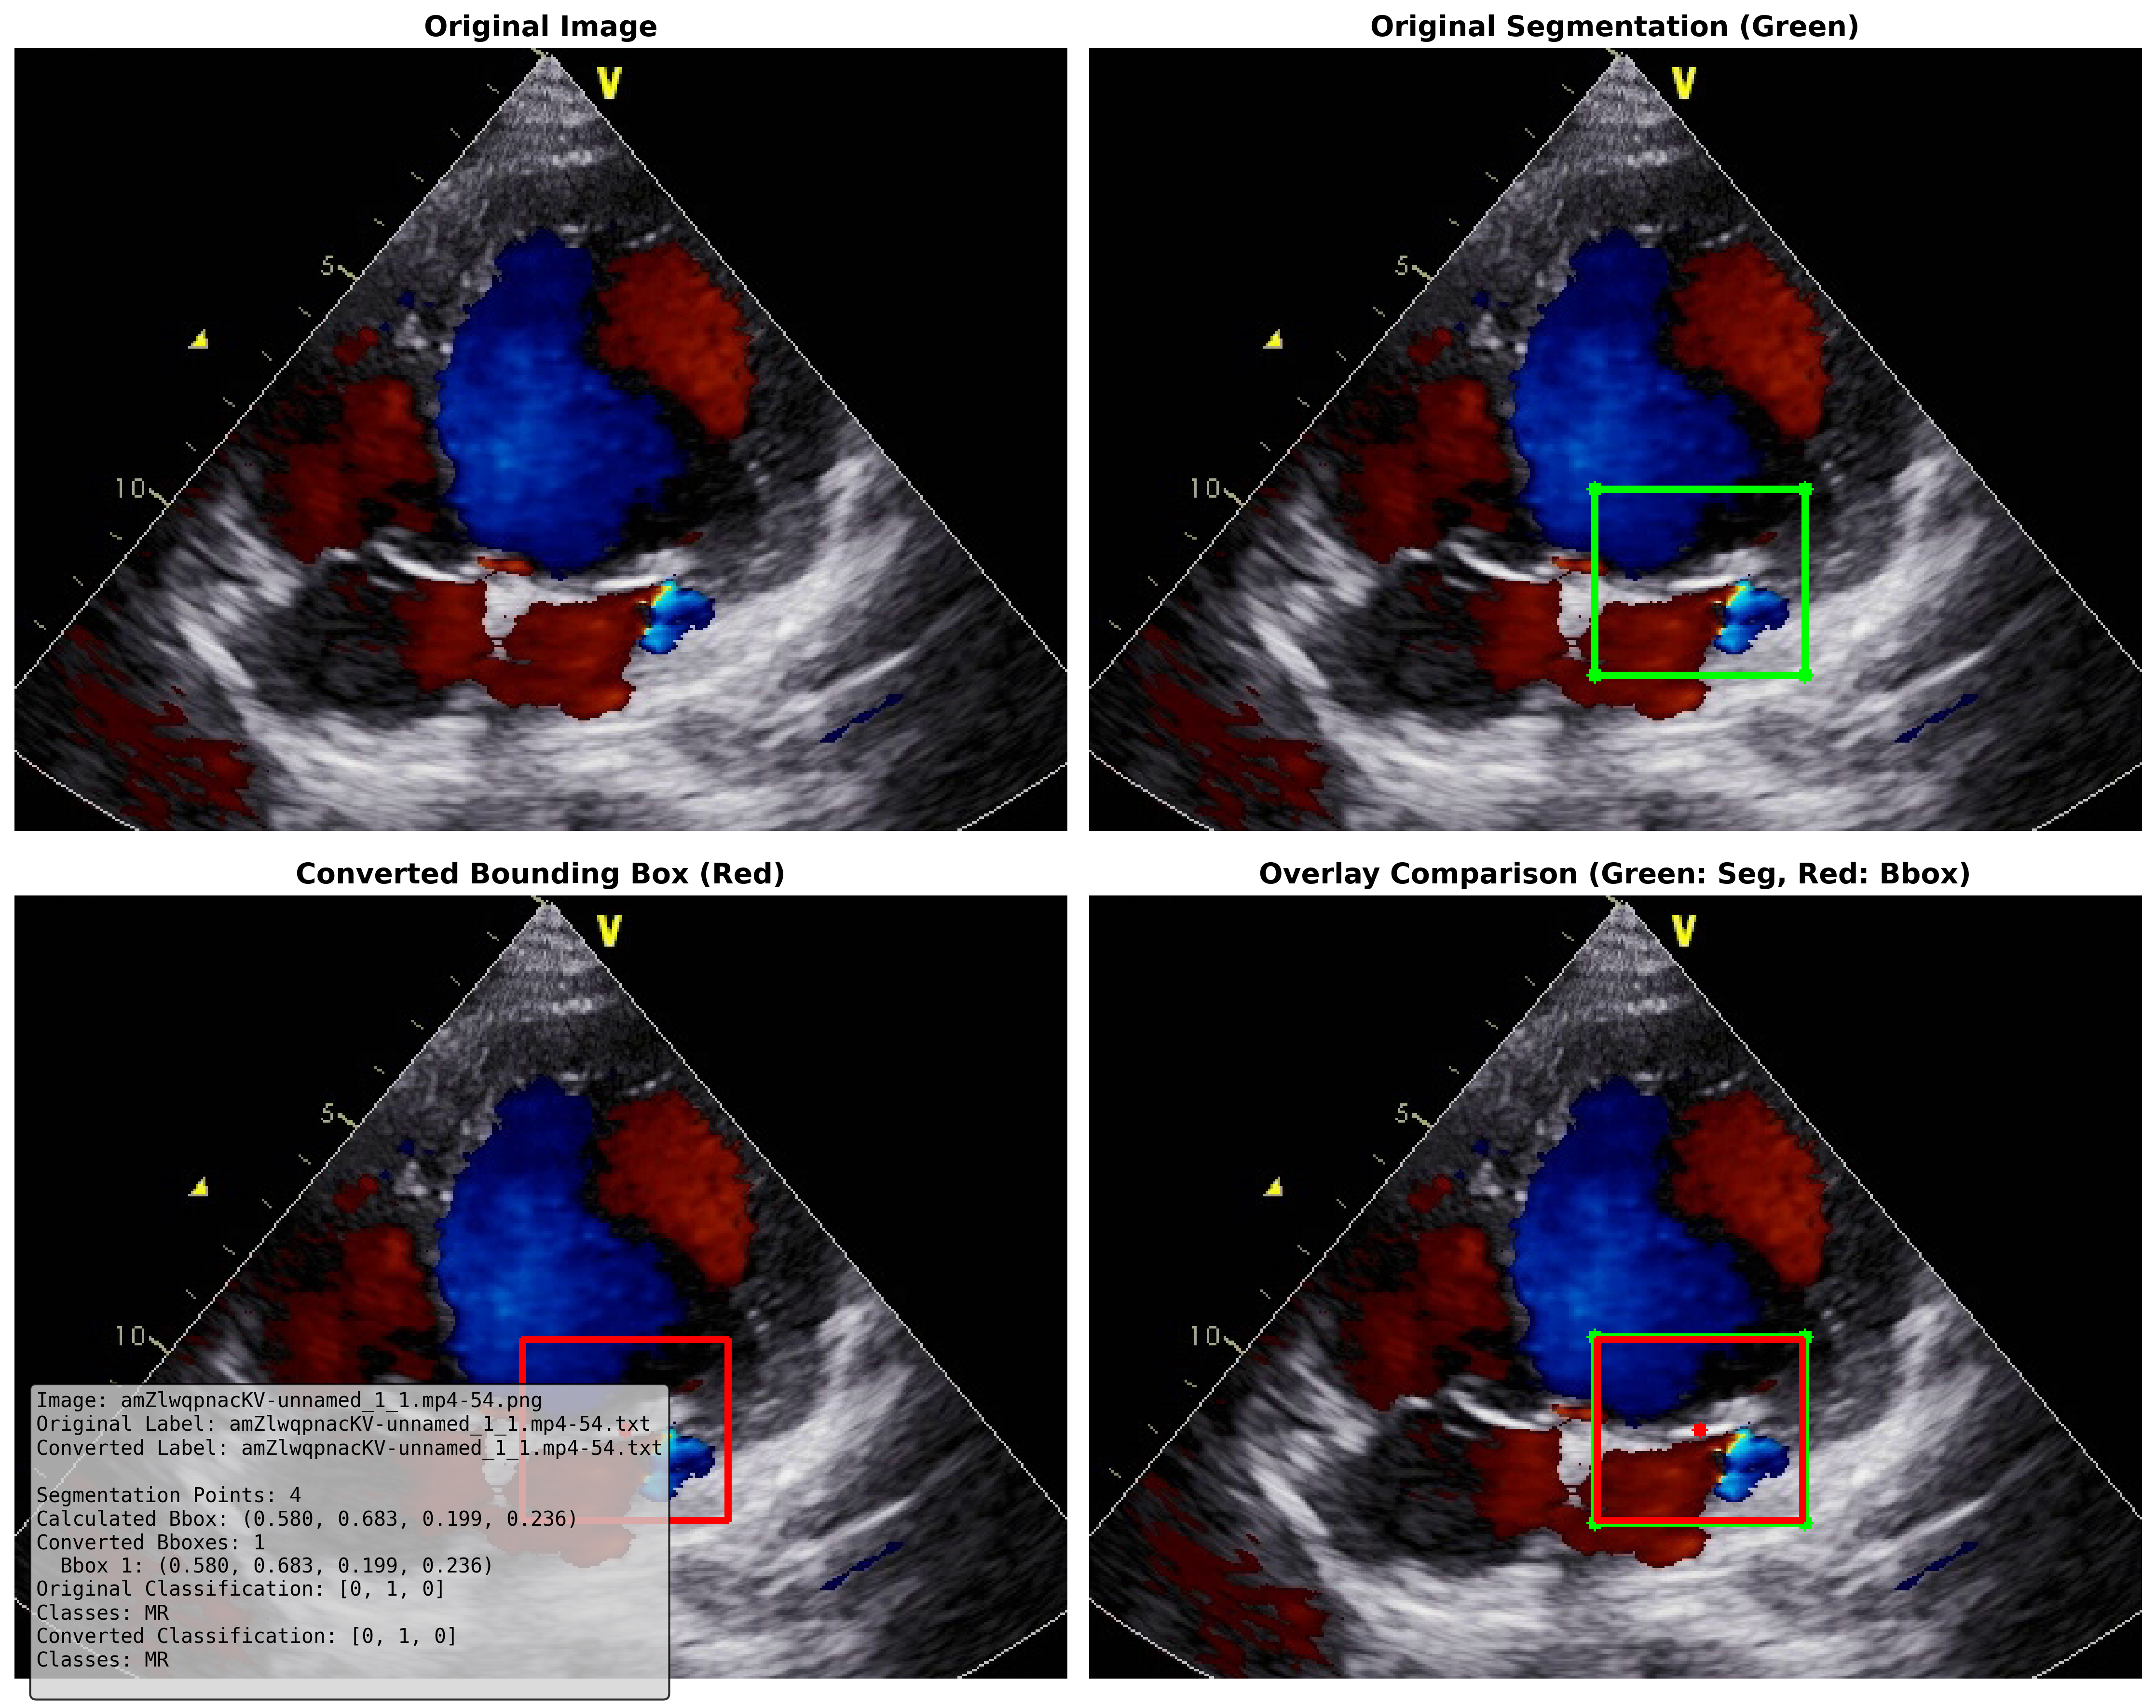 Original Image
Original Segmentation (Green)
V
5
10
V
5
10
Converted Bounding Box (Red)
Overlay Comparison (Green: Seg, Red: Bbox)
V
5
10
V
5
10
Image: amZlwqpnacKV-unnamed_1_1.mp4-54.png
Original Label: amZlwqpnacKV-unnamed_1_1.mp4-54.txt
Converted Label: amZlwqpnacKV-unnamed_1_1.mp4-54.txt
Segmentation Points: 4
Calculated Bbox: (0.580, 0.683, 0.199, 0.236)
Converted Bboxes: 1
Bbox 1: (0.580, 0.683, 0.199, 0.236)
Original Classification: [0, 1, 0]
Classes: MR
Converted Classification: [0, 1, 0]
Classes: MR